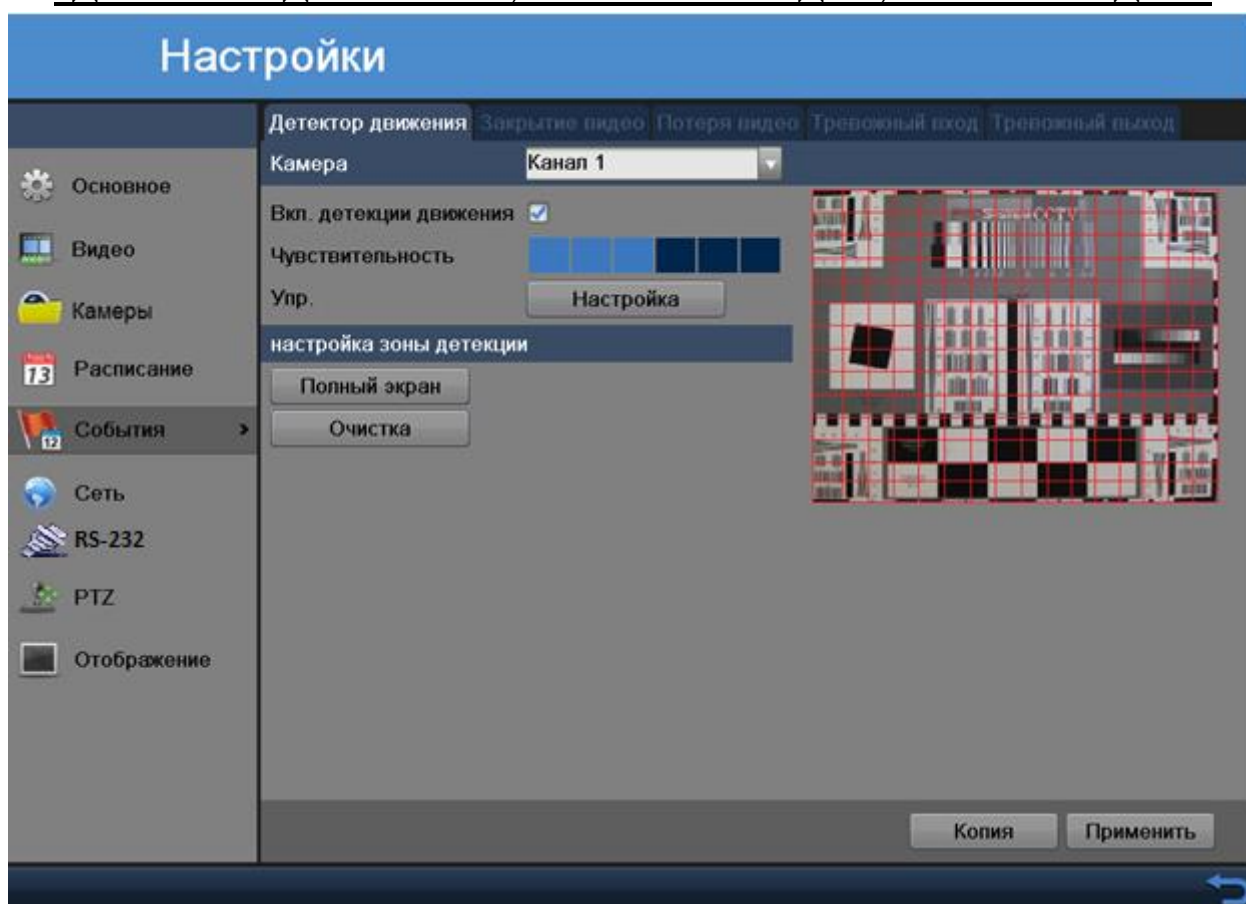 Настройки
Детектор движения Закрытие видео Потеря видео Тревожный вход Тревожный выход
Камера Канал 1
Основное
Вкл. детекции движения
Видео
Чувствительность
Упр. Настройка
Камеры
настройка зоны детекции
13 Расписание
Полный экран
12 События >
Очистка
Сеть
RS-232
PTZ
Отображение
Копия Применить